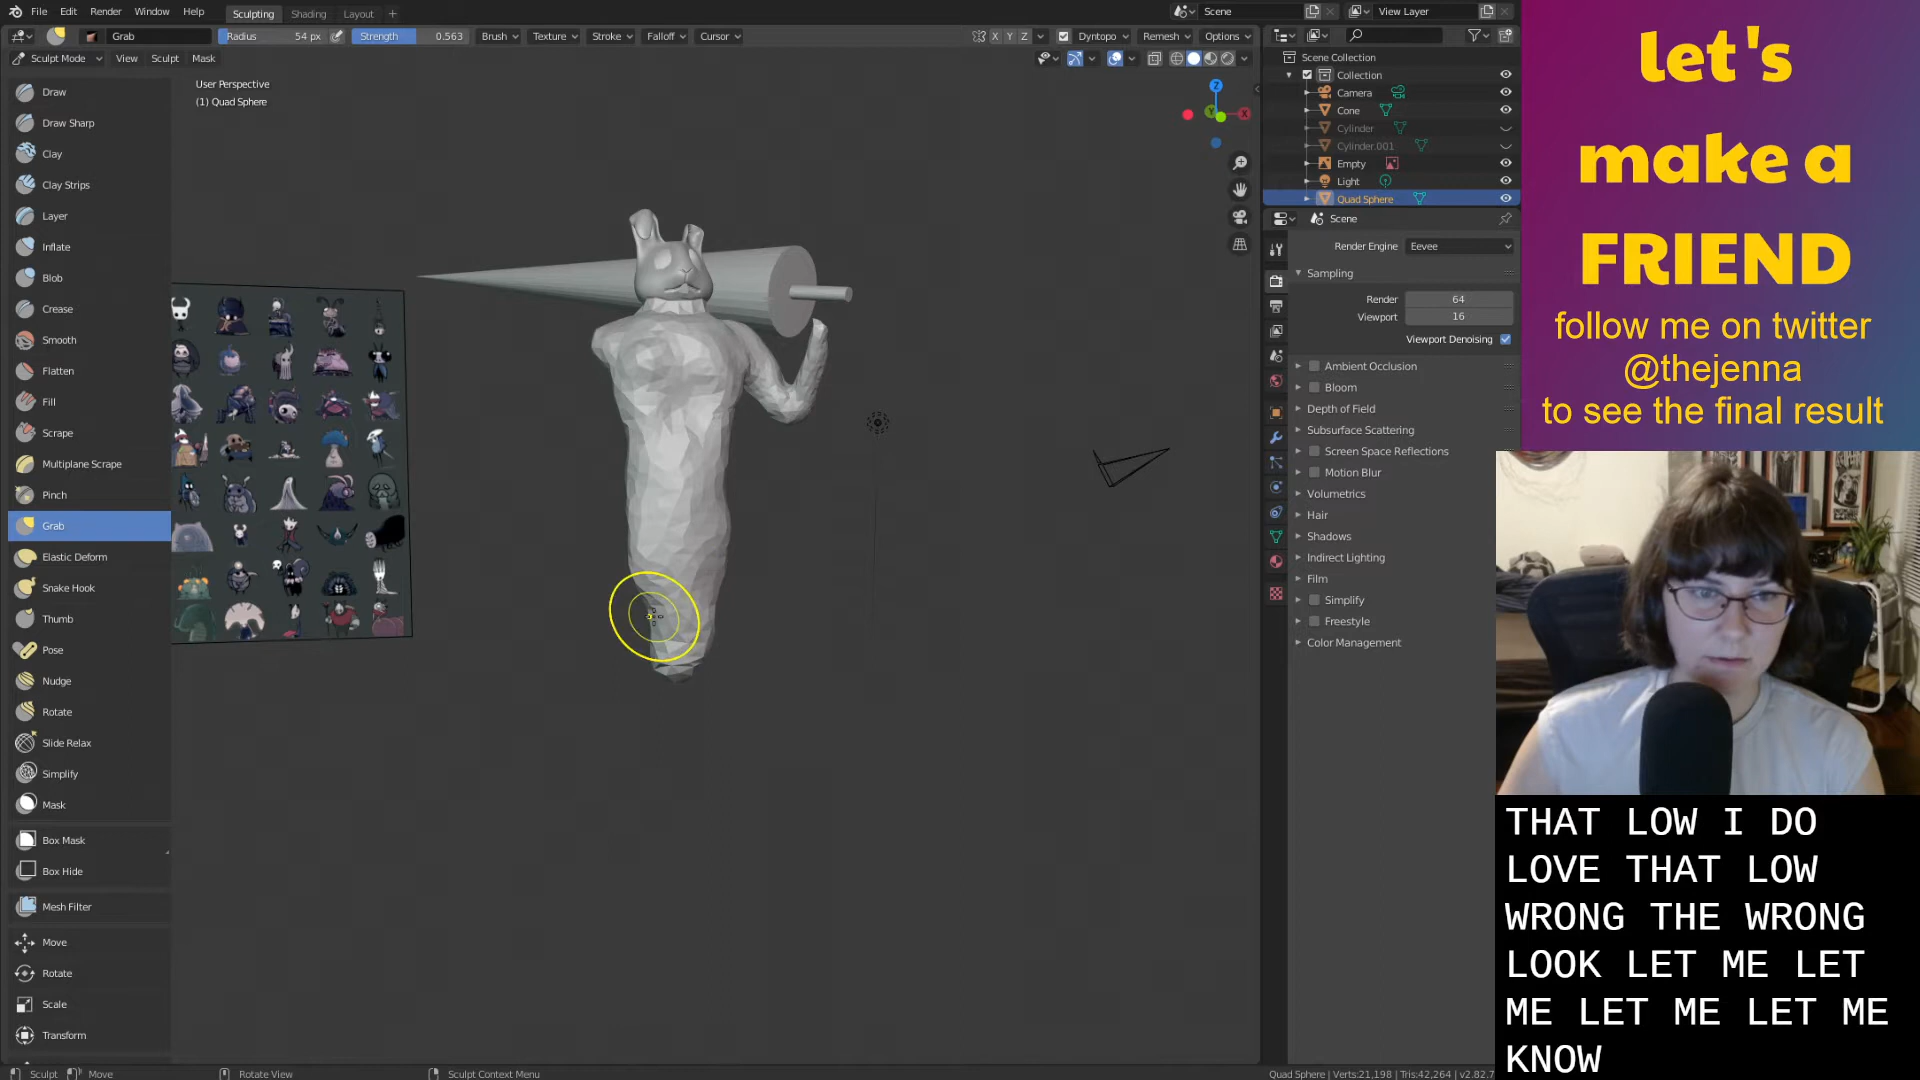 File Edit Render Window Help Sculpting Shading Layout + Scene View Layer
Grab Radius 54 px Strength 0.563 Brush Texture Stroke Falloff Cursor X Y Z Dyntopo Remesh Options
Sculpt Mode View Sculpt Mask
User Perspective
(1) Quad Sphere
Draw
Draw Sharp
Clay
Clay Strips
Layer
Inflate
Blob
Crease
Smooth
Flatten
Fill
Scrape
Multiplane Scrape
Pinch
Grab
Elastic Deform
Snake Hook
Thumb
Pose
Nudge
Rotate
Slide Relax
Simplify
Mask
Box Mask
Box Hide
Mesh Filter
Move
Rotate
Scale
Transform
Z
Y
X
Scene Collection
Collection
Camera
Cone
Cylinder
Cylinder.001
Empty
Light
Quad Sphere
Scene
Render Engine Eevee
Sampling
Render 64
Viewport 16
Viewport Denoising
Ambient Occlusion
Bloom
Depth of Field
Subsurface Scattering
Screen Space Reflections
Motion Blur
Volumetrics
Hair
Shadows
Indirect Lighting
Film
Simplify
Freestyle
Color Management
Sculpt Move Rotate View Sculpt Context Menu Quad Sphere | Verts:21,198 | Tris:42,264 | v2.82.7
let's
make a
FRIEND
follow me on twitter
@thejenna
to see the final result
THAT LOW I DO
LOVE THAT LOW
WRONG THE WRONG
LOOK LET ME LET
ME LET ME LET ME
KNOW